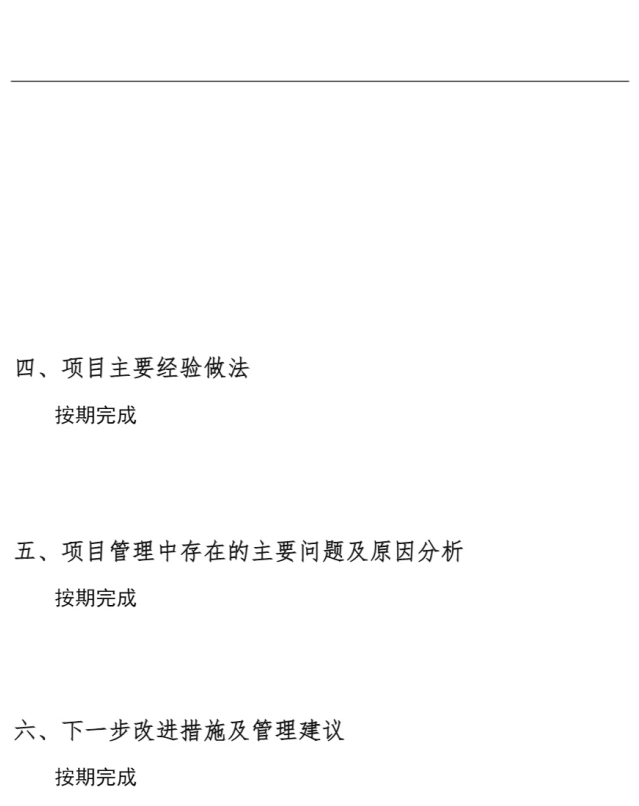 四、项目主要经验做法
按期完成
五、项目管理中存在的主要问题及原因分析
按期完成
六、下一步改进措施及管理建议
按期完成